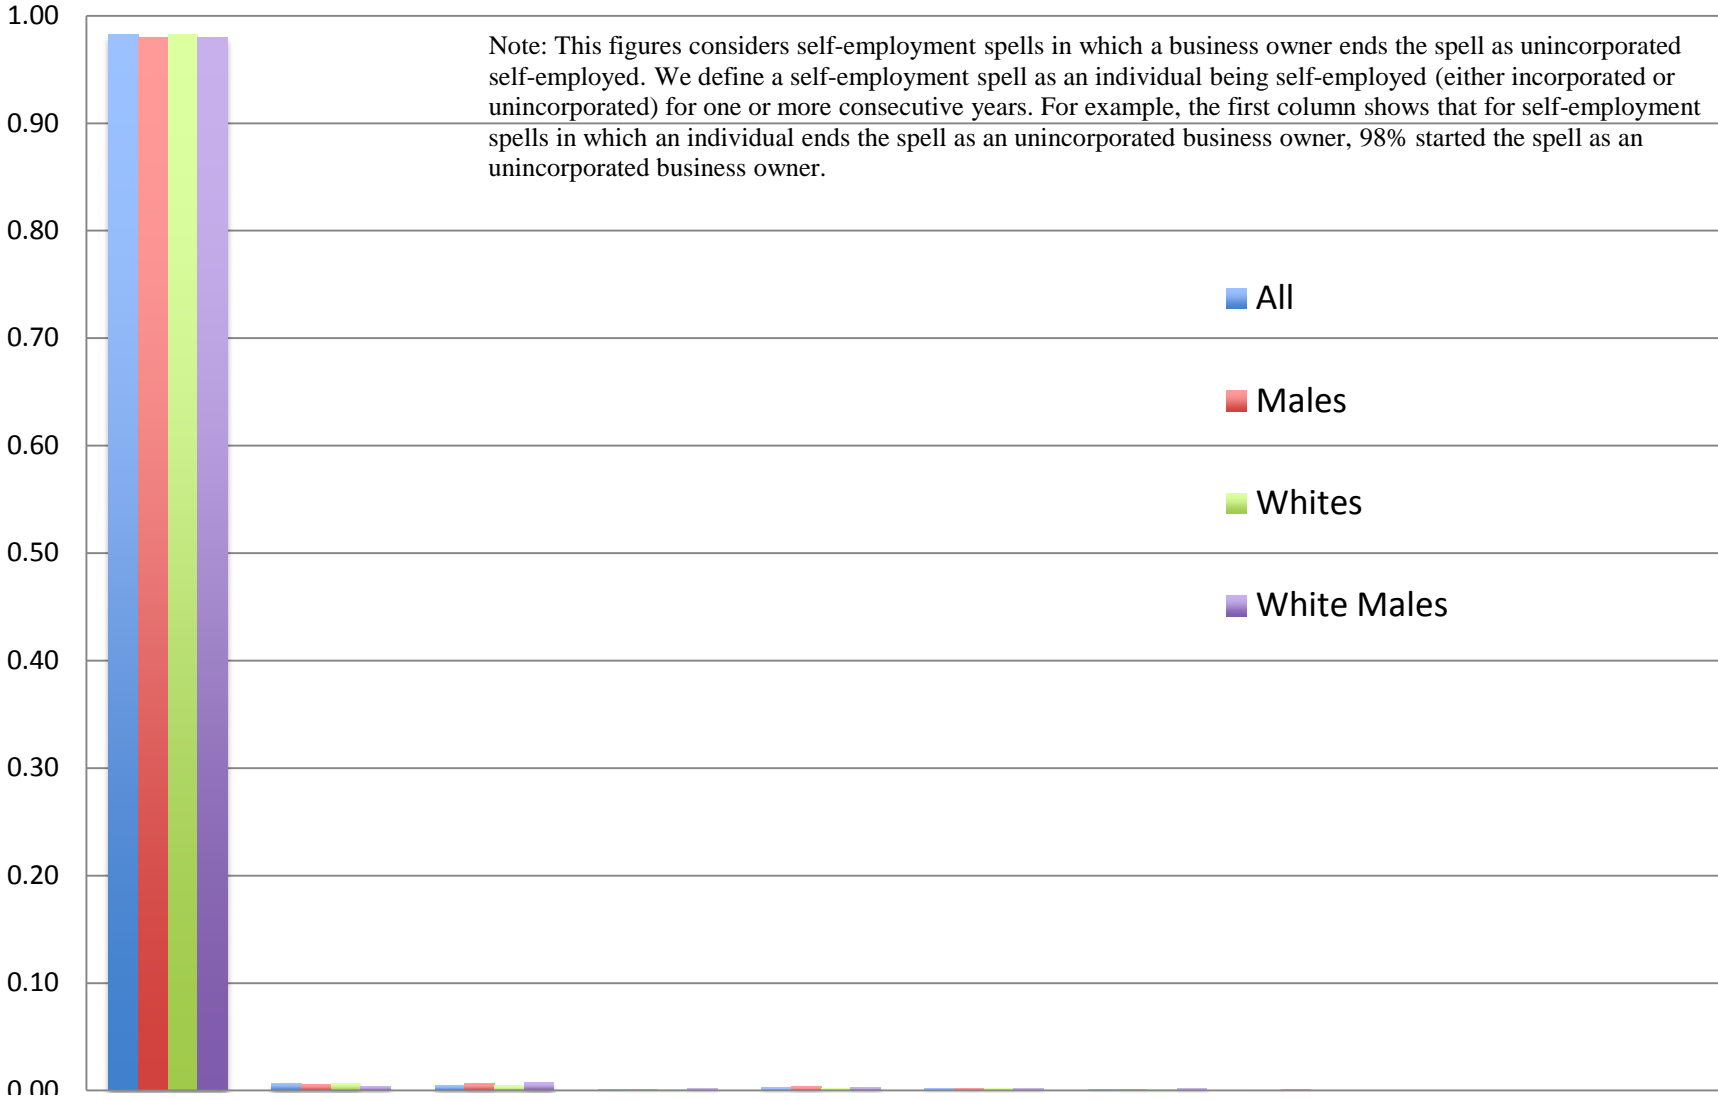 1.00
Note: This figures considers self-employment spells in which a business owner ends the spell as unincorporated
self-employed. We define a self-employment spell as an individual being self-employed (either incorporated or
unincorporated) for one or more consecutive years. For example, the first column shows that for self-employment
0.90
spells in which an individual ends the spell as an unincorporated business owner, 98% started the spell as an
unincorporated business owner.
0.80
All
0.70
Males
0.60
Whites
0.50
White Males
0.40
0.30
0.20
0.10
0.00